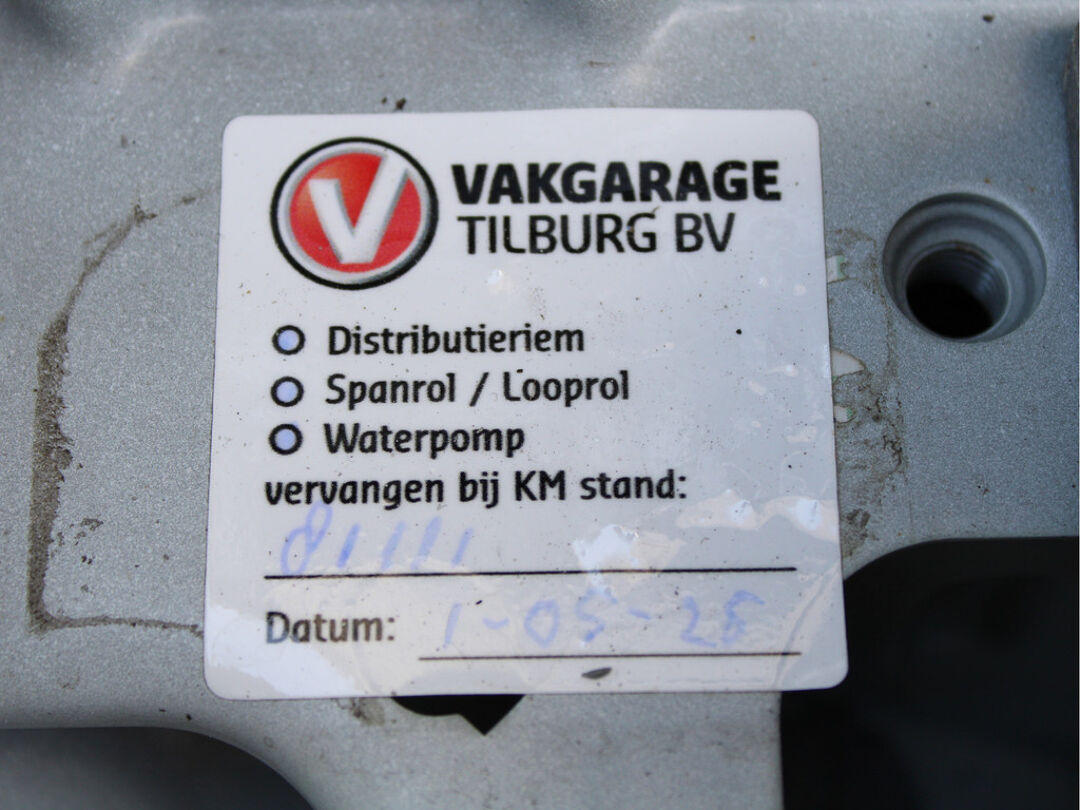 V VAKGARAGE
TILBURG BV
Distributieriem
Spanrol / Looprol
Waterpomp
vervangen bij KM stand:
81111
Datum: 1-05-25